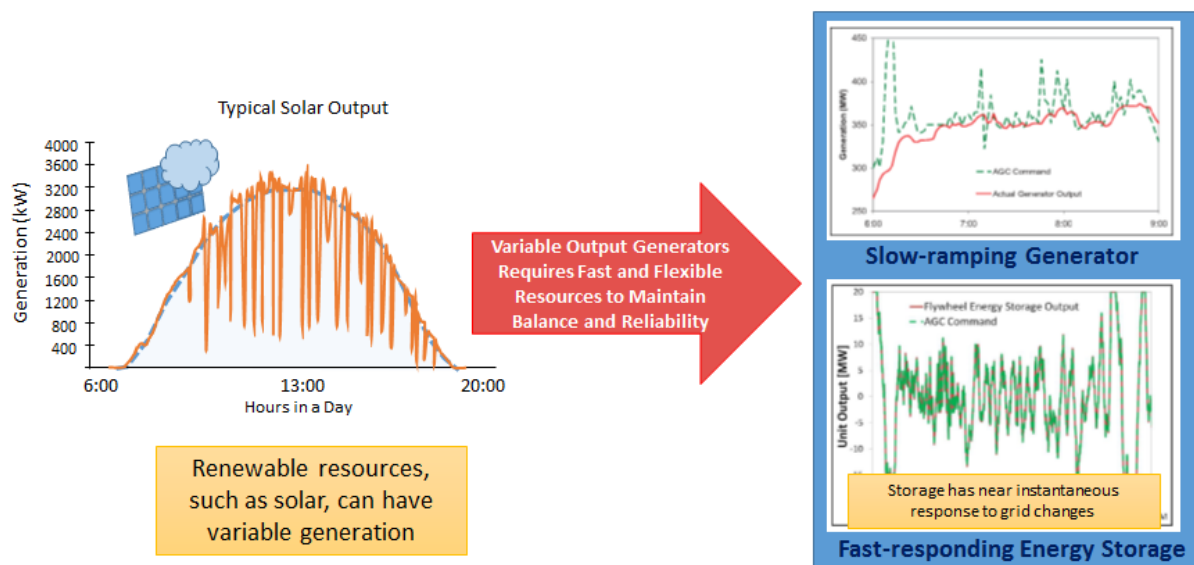 Typical Solar Output
Generation (kW)
4000
3600
3200
2800
2400
2000
1600
1200
800
400
6:00
13:00
20:00
Hours in a Day
Renewable resources,
such as solar, can have
variable generation
Variable Output Generators
Requires Fast and Flexible
Resources to Maintain
Balance and Reliability
Generation (MW)
450
400
350
300
250
AGC Command
Actual Generator Output
6:00
7:00
8:00
9:00
Slow-ramping Generator
Unit Output [MW]
20
15
10
5
0
-5
-10
Flywheel Energy Storage Output
AGC Command
Storage has near instantaneous
response to grid changes
Fast-responding Energy Storage